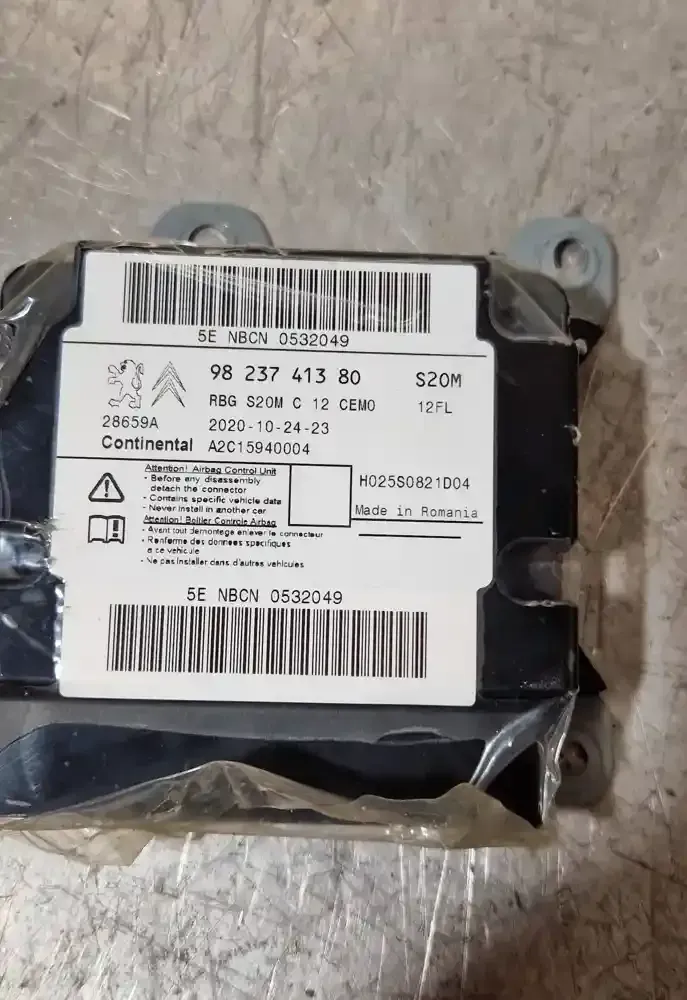 5E NBCN 0532049
98 237 413 80 S20M
RBG S20M C 12 CEMO 12FL
28659A 2020-10-24-23
Continental A2C15940004
Attention! Airbag Control Unit
- Before any disassembly
detach the connector
- Contains specific vehicle data
- Never install in another car
Attention! Boîtier Contrôle Airbag
- Avant tout démontage enlever le connecteur
- Renferme des données spécifiques
a ce véhicule
- Ne pas installer dans d'autres véhicules
H025S0821D04
Made in Romania
5E NBCN 0532049